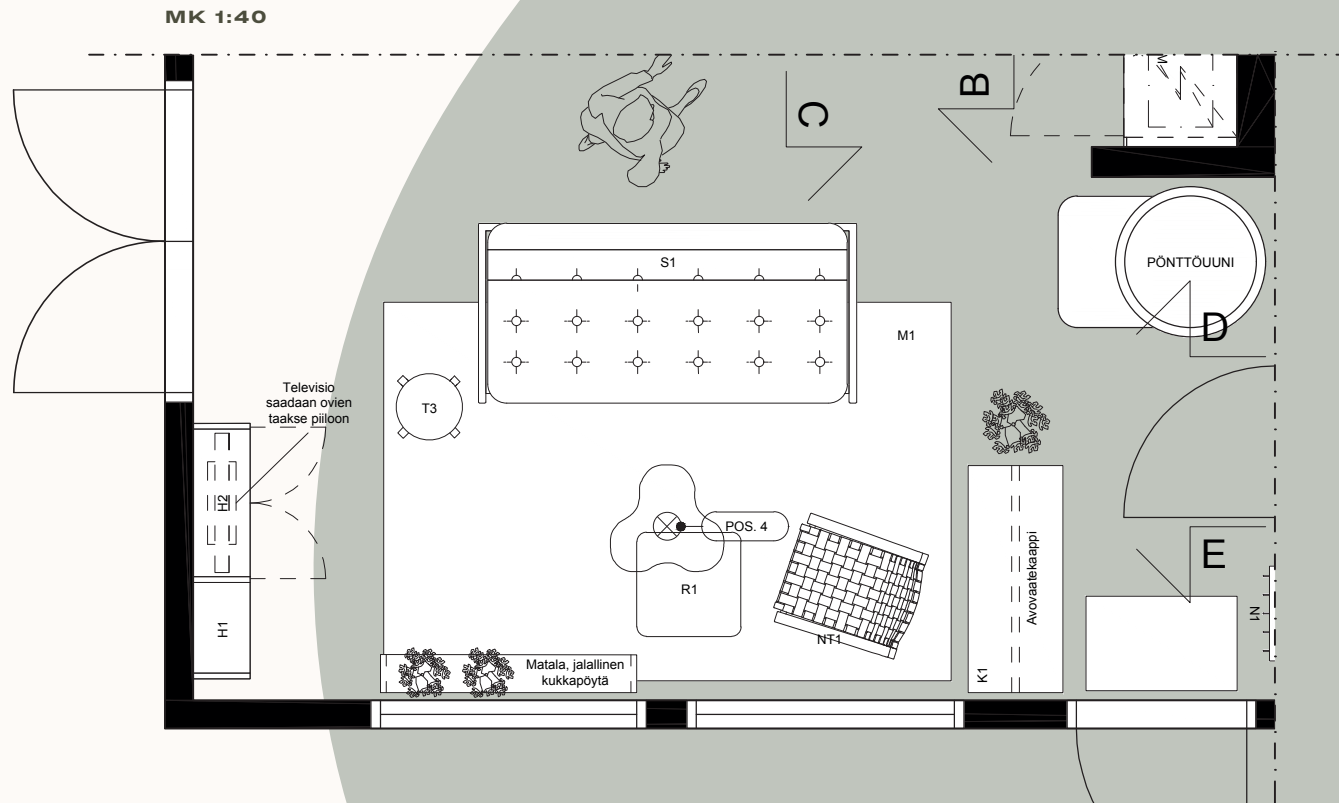 MK 1:40
B
C
S1
PÖNTTÖUUNI
D
M1
Televisio
saadaan ovien
taakse piiloon
T3
H2
POS. 4
Avovaatekaappi
E
R1
N1
H1
NT1
Matala, jalallinen
kukkapöytä
K1